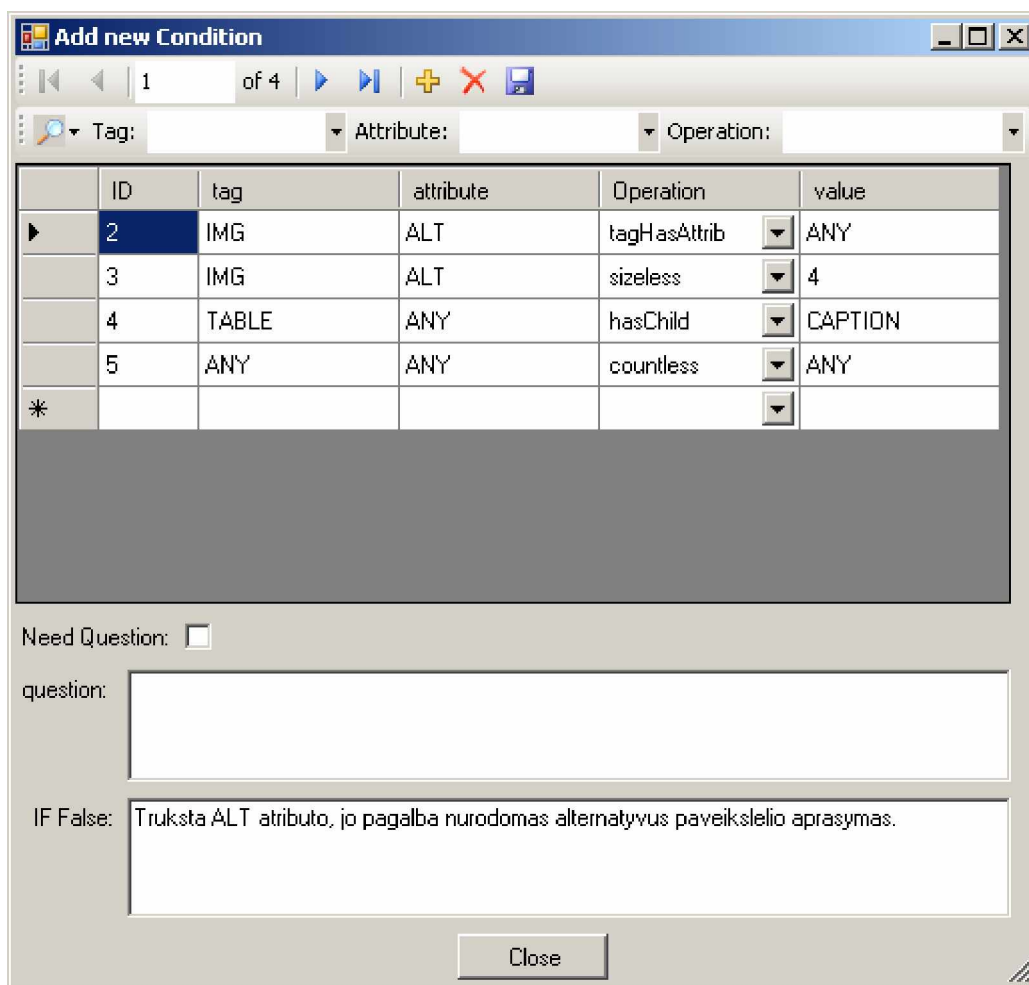 Add new Condition
1 of 4
Tag: Attribute: Operation:
ID tag attribute Operation value
2 IMG ALT tagHasAttrib ANY
3 IMG ALT sizeless 4
4 TABLE ANY hasChild CAPTION
5 ANY ANY countless ANY
Need Question:
question:
IF False: Truksta ALT atributo, jo pagalba nurodomas alternatyvus paveikslelio aprasymas.
Close